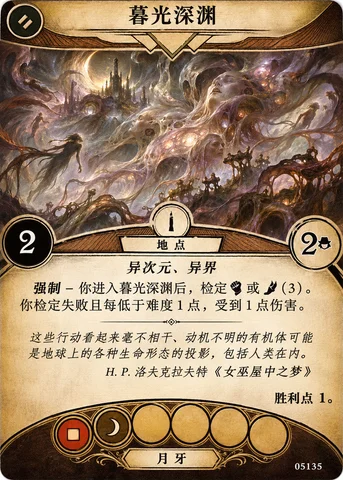 暮光深渊
2
地点
2
异次元、异界
强制 – 你进入暮光深渊后，检定 或 (3)。
你检定失败且每低于难度1点，受到1点伤害。
这些行动看起来毫不相干、动机不明的有机体可能
是地球上的各种生命形态的投影，包括人类在内。
H. P. 洛夫克拉夫特《女巫屋中之梦》
胜利点 1。
月牙
05135